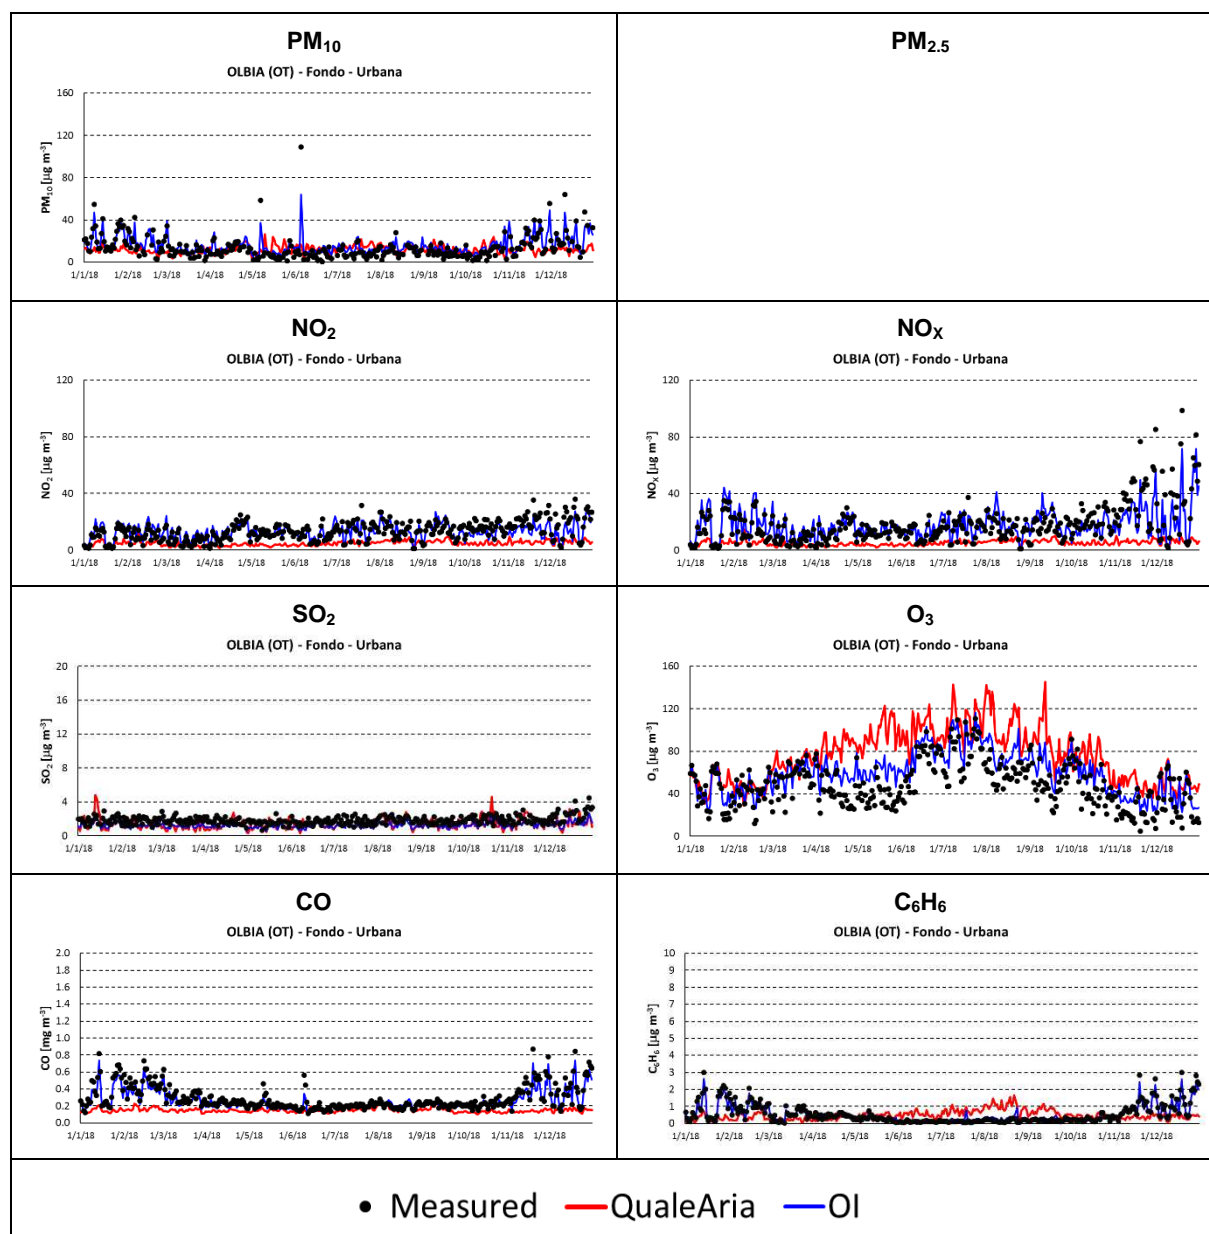 PM₁₀
OLBIA (OT) - Fondo - Urbana
PM₁₀ [µg m⁻³]
160
120
80
40
0
1/1/18 1/2/18 1/3/18 1/4/18 1/5/18 1/6/18 1/7/18 1/8/18 1/9/18 1/10/18 1/11/18 1/12/18
PM₂.₅
NO₂
OLBIA (OT) - Fondo - Urbana
NO₂ [µg m⁻³]
120
80
40
0
1/1/18 1/2/18 1/3/18 1/4/18 1/5/18 1/6/18 1/7/18 1/8/18 1/9/18 1/10/18 1/11/18 1/12/18
NOX
OLBIA (OT) - Fondo - Urbana
NOX [µg m⁻³]
120
80
40
0
1/1/18 1/2/18 1/3/18 1/4/18 1/5/18 1/6/18 1/7/18 1/8/18 1/9/18 1/10/18 1/11/18 1/12/18
SO₂
OLBIA (OT) - Fondo - Urbana
SO₂ [µg m⁻³]
20
16
12
8
4
0
1/1/18 1/2/18 1/3/18 1/4/18 1/5/18 1/6/18 1/7/18 1/8/18 1/9/18 1/10/18 1/11/18 1/12/18
O₃
OLBIA (OT) - Fondo - Urbana
O₃ [µg m⁻³]
160
120
80
40
0
1/1/18 1/2/18 1/3/18 1/4/18 1/5/18 1/6/18 1/7/18 1/8/18 1/9/18 1/10/18 1/11/18 1/12/18
CO
OLBIA (OT) - Fondo - Urbana
CO [mg m⁻³]
2.0
1.8
1.6
1.4
1.2
1.0
0.8
0.6
0.4
0.2
0.0
1/1/18 1/2/18 1/3/18 1/4/18 1/5/18 1/6/18 1/7/18 1/8/18 1/9/18 1/10/18 1/11/18 1/12/18
C₆H₆
OLBIA (OT) - Fondo - Urbana
C₆H₆ [µg m⁻³]
10
9
8
7
6
5
4
3
2
1
0
1/1/18 1/2/18 1/3/18 1/4/18 1/5/18 1/6/18 1/7/18 1/8/18 1/9/18 1/10/18 1/11/18 1/12/18
Measured QualeAria OI